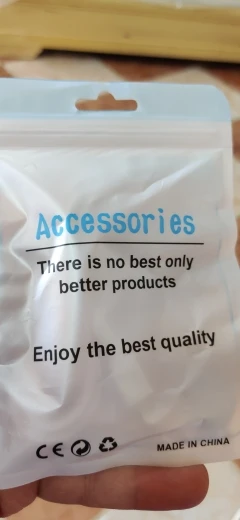 Accessories
There is no best only
better products
Enjoy the best quality
CE MADE IN CHINA